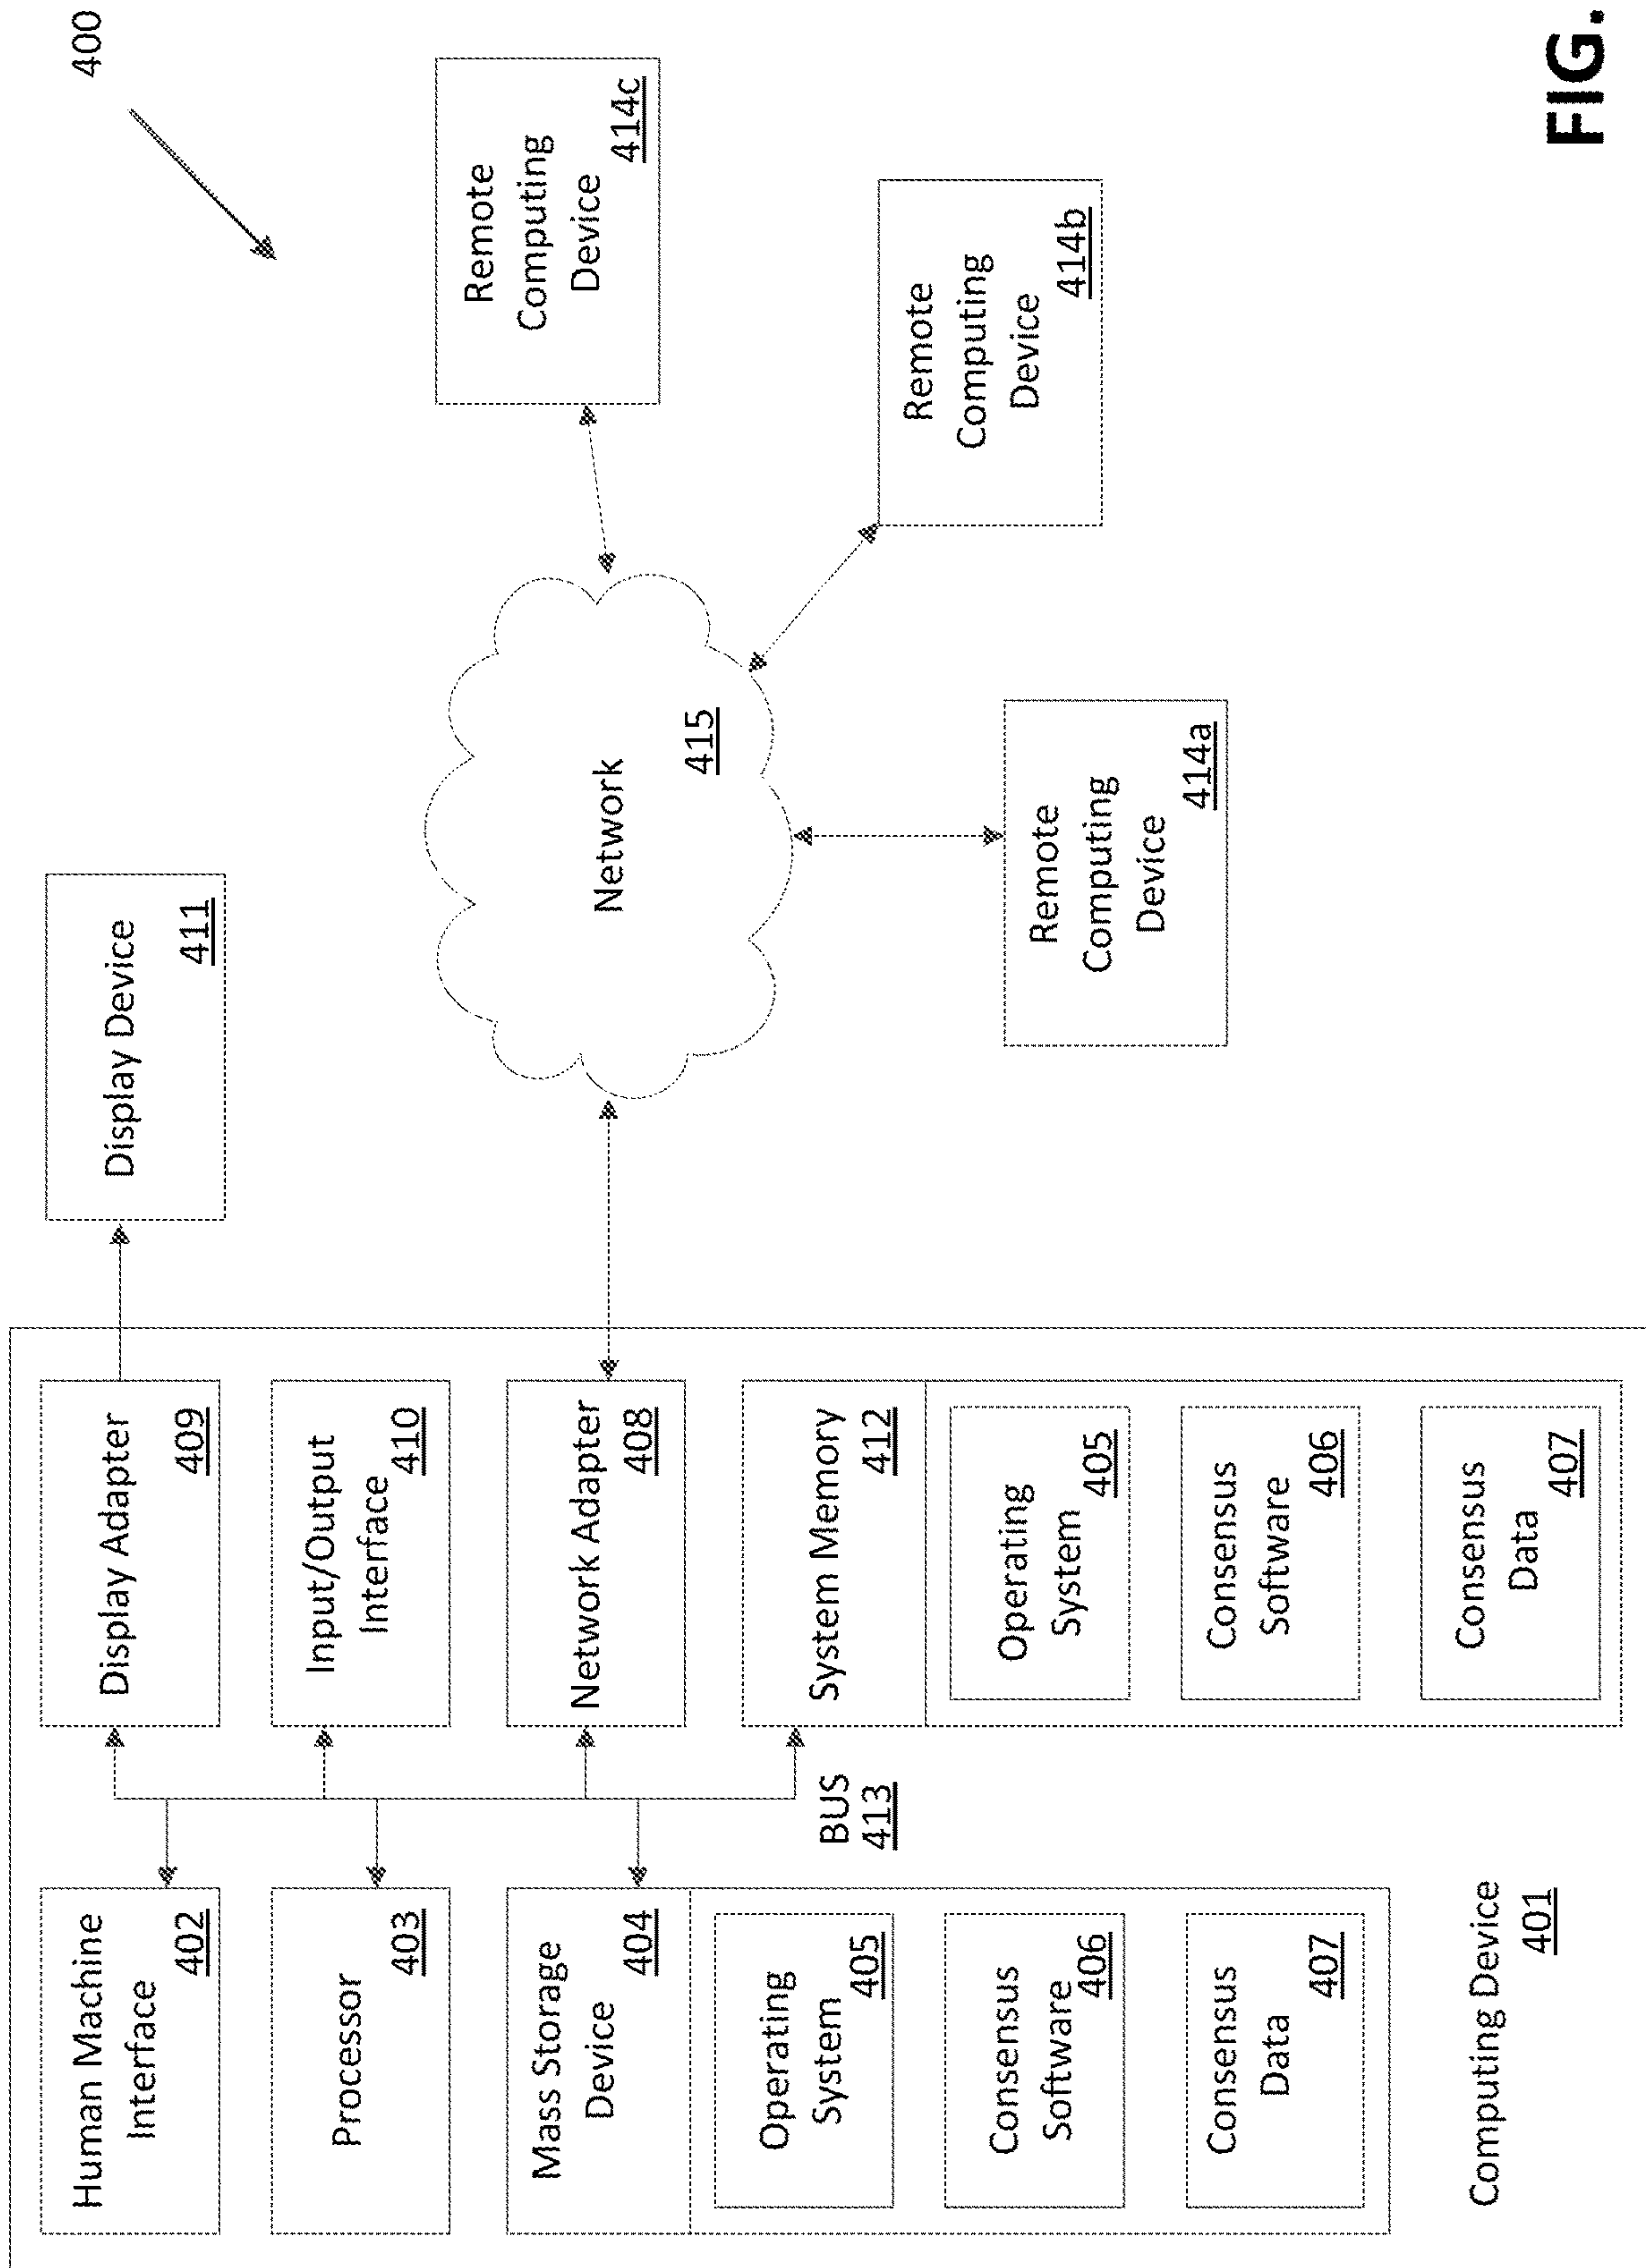 400
Human Machine
Interface
402
Processor
403
Mass Storage
Device
404
Operating
System
405
Consensus
Software
406
Consensus
Data
407
Computing Device
401
BUS
413
Display Adapter
409
Input/Output
Interface
410
Network Adapter
408
System Memory
412
Operating
System
405
Consensus
Software
406
Consensus
Data
407
Display Device
411
Network
415
Remote
Computing
Device
414a
Remote
Computing
Device
414b
Remote
Computing
Device
414c
FIG.